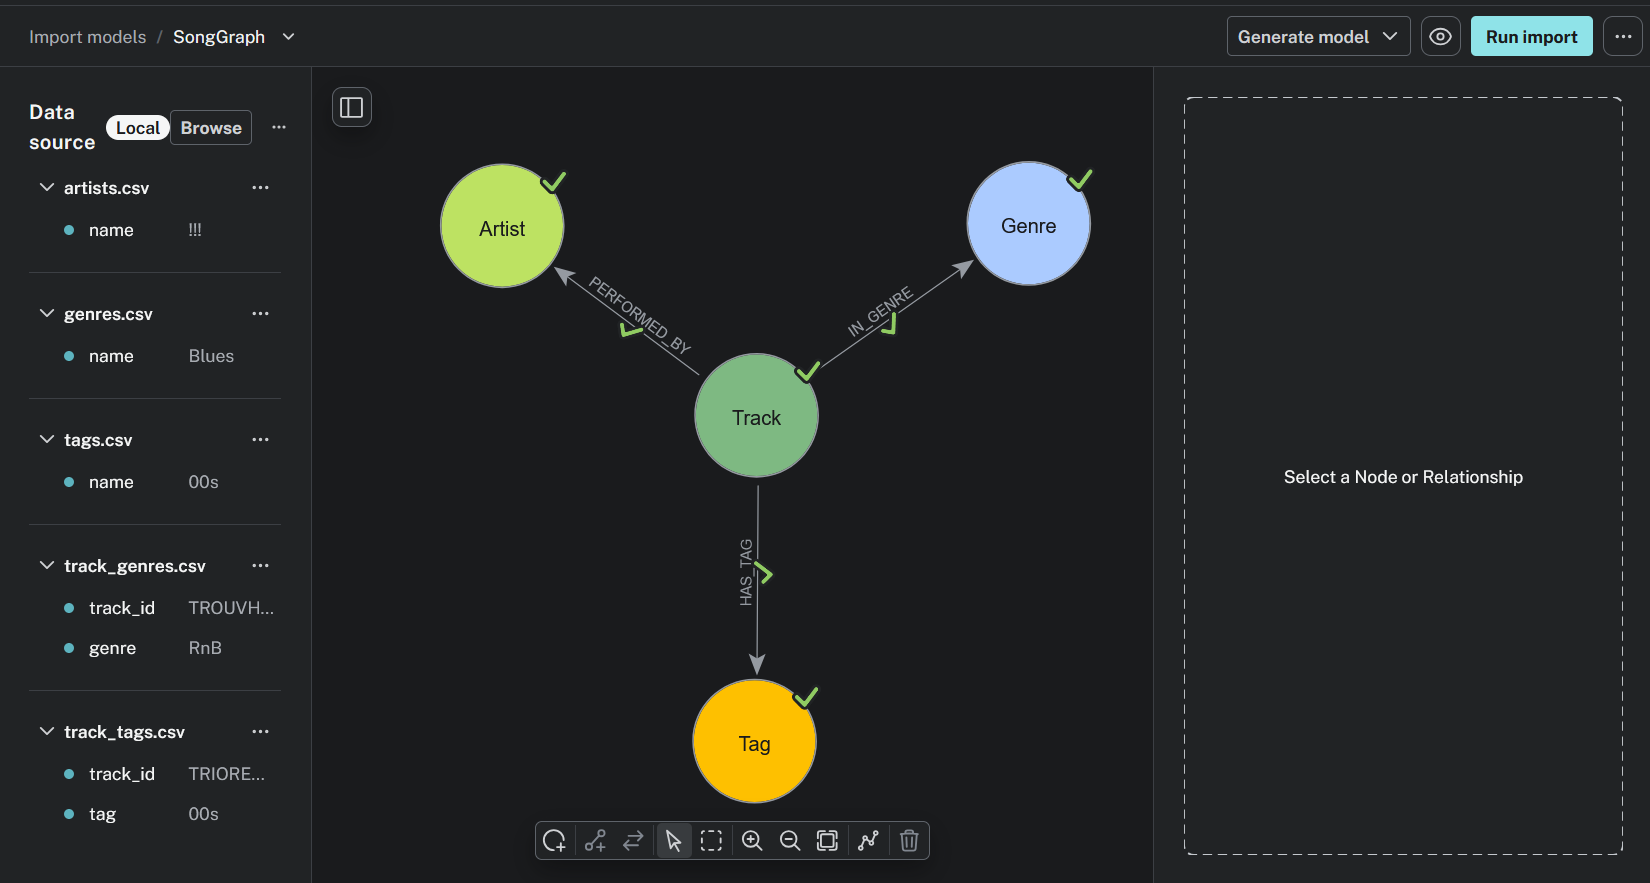 Import models / SongGraph
Generate model
Run import
Data source
Local
Browse
artists.csv
name !!!
genres.csv
name Blues
tags.csv
name 00s
track_genres.csv
track_id TROUVH...
genre RnB
track_tags.csv
track_id TRIORE...
tag 00s
Artist
Genre
PERFORMED_BY
IN_GENRE
Track
HAS_TAG
Tag
Select a Node or Relationship